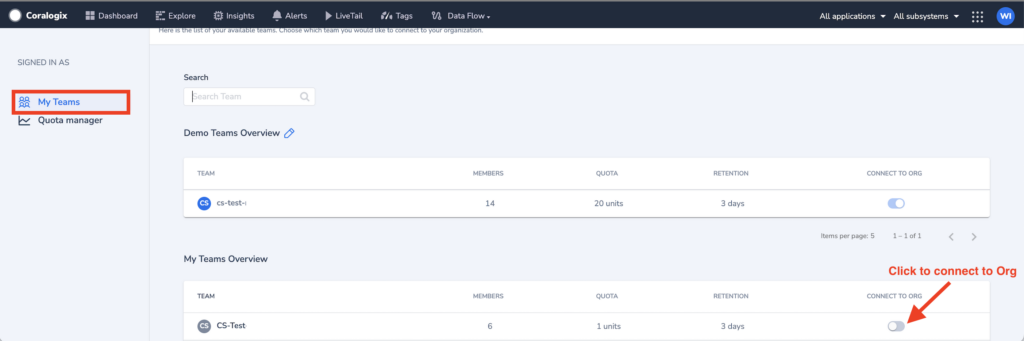 Coralogix Dashboard Explore Insights Alerts LiveTail Tags Data Flow All applications All subsystems WI
Here is the list of your available teams. Choose which team you would like to connect to your organization.
SIGNED IN AS
My Teams
Quota manager
Search
Search Team
Demo Teams Overview
TEAM MEMBERS QUOTA RETENTION CONNECT TO ORG
CS cs-test- 14 20 units 3 days
Items per page: 5 1 – 1 of 1
My Teams Overview
Click to connect to Org
TEAM MEMBERS QUOTA RETENTION CONNECT TO ORG
CS CS-Test 6 1 units 3 days